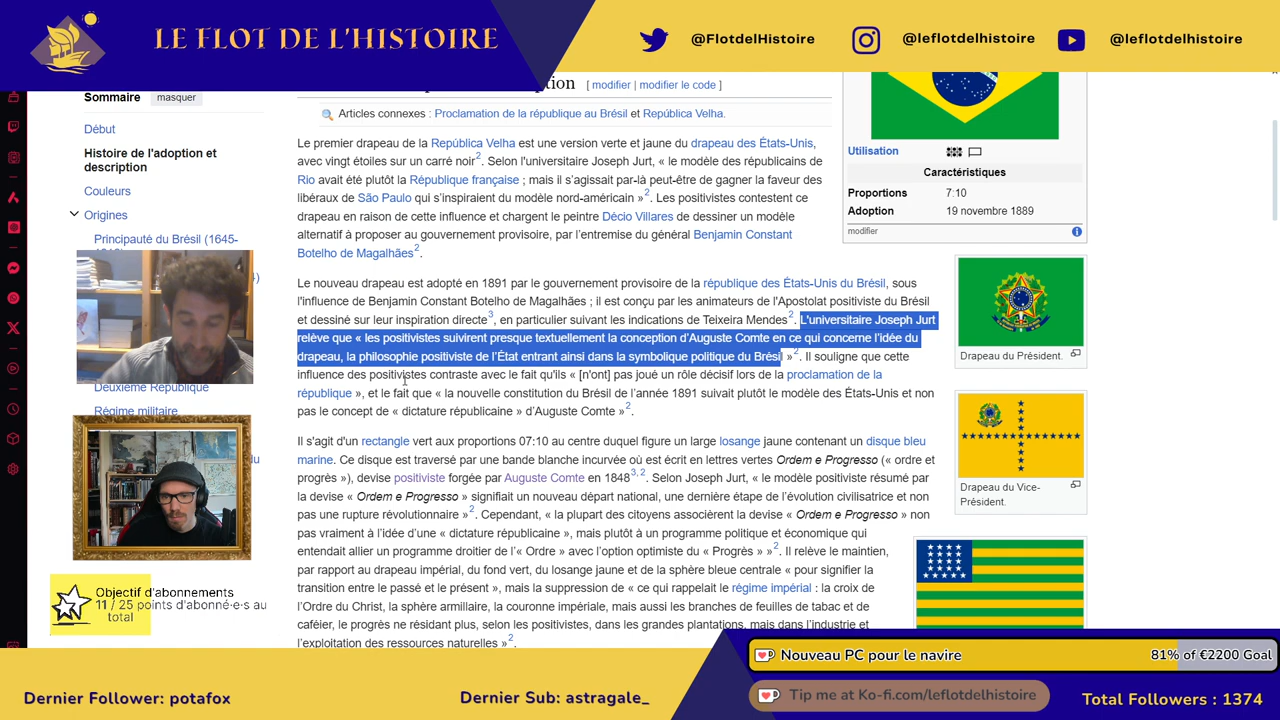 LE FLOT DE L'HISTOIRE
@FlotdelHistoire
@leflotdelhistoire
@leflotdelhistoire
Sommaire masquer
Début
Histoire de l'adoption et
description
Couleurs
Origines
Principauté du Brésil (1645-
Deuxième République
Régime militaire
ption [ modifier | modifier le code ]
Articles connexes : Proclamation de la république au Brésil et República Velha.
Le premier drapeau de la República Velha est une version verte et jaune du drapeau des États-Unis,
avec vingt étoiles sur un carré noir2. Selon l'universitaire Joseph Jurt, « le modèle des républicains de
Rio avait été plutôt la République française ; mais il s’agissait par-là peut-être de gagner la faveur des
libéraux de São Paulo qui s’inspiraient du modèle nord-américain »2. Les positivistes contestent ce
drapeau en raison de cette influence et chargent le peintre Décio Villares de dessiner un modèle
alternatif à proposer au gouvernement provisoire, par l'entremise du général Benjamin Constant
Botelho de Magalhães2.
Le nouveau drapeau est adopté en 1891 par le gouvernement provisoire de la république des États-Unis du Brésil, sous
l'influence de Benjamin Constant Botelho de Magalhães ; il est conçu par les animateurs de l'Apostolat positiviste du Brésil
et dessiné sur leur inspiration directe3, en particulier suivant les indications de Teixeira Mendes2. L'universitaire Joseph Jurt
relève que « les positivistes suivirent presque textuellement la conception d’Auguste Comte en ce qui concerne l’idée du
drapeau, la philosophie positiviste de l’État entrant ainsi dans la symbolique politique du Brésil »2. Il souligne que cette
influence des positivistes contraste avec le fait qu'ils « [n'ont] pas joué un rôle décisif lors de la proclamation de la
république », et le fait que « la nouvelle constitution du Brésil de l’année 1891 suivait plutôt le modèle des États-Unis et non
pas le concept de « dictature républicaine » d’Auguste Comte »2.
Il s'agit d'un rectangle vert aux proportions 07:10 au centre duquel figure un large losange jaune contenant un disque bleu
marine. Ce disque est traversé par une bande blanche incurvée où est écrit en lettres vertes Ordem e Progresso (« ordre et
progrès »), devise positiviste forgée par Auguste Comte en 18483, 2. Selon Joseph Jurt, « le modèle positiviste résumé par
la devise « Ordem e Progresso » signifiait un nouveau départ national, une dernière étape de l’évolution civilisatrice et non
pas une rupture révolutionnaire »2. Cependant, « la plupart des citoyens associèrent la devise « Ordem e Progresso » non
pas vraiment à l’idée d’une « dictature républicaine », mais plutôt à un programme politique et économique qui
entendait allier un programme droitier de l’« Ordre » avec l’option optimiste du « Progrès » »2. Il relève le maintien,
par rapport au drapeau impérial, du fond vert, du losange jaune et de la sphère bleue centrale « pour signifier la
transition entre le passé et le présent », mais la suppression de « ce qui rappelait le régime impérial : la croix de
l’Ordre du Christ, la sphère armillaire, la couronne impériale, mais aussi les branches de feuilles de tabac et de
caféier, le progrès ne résidant plus, selon les positivistes, dans les grandes plantations, mais dans l’industrie et
l’exploitation des ressources naturelles »2.
Utilisation
Caractéristiques
Proportions 7:10
Adoption 19 novembre 1889
modifier
Drapeau du Président.
Drapeau du Vice-
Président.
Objectif d'abonnements
11 / 25 points d'abonné·e·s au
total
Nouveau PC pour le navire 81% of €2200 Goal
Tip me at Ko-fi.com/leflotdelhistoire
Dernier Follower: potafox
Dernier Sub: astragale_
Total Followers : 1374